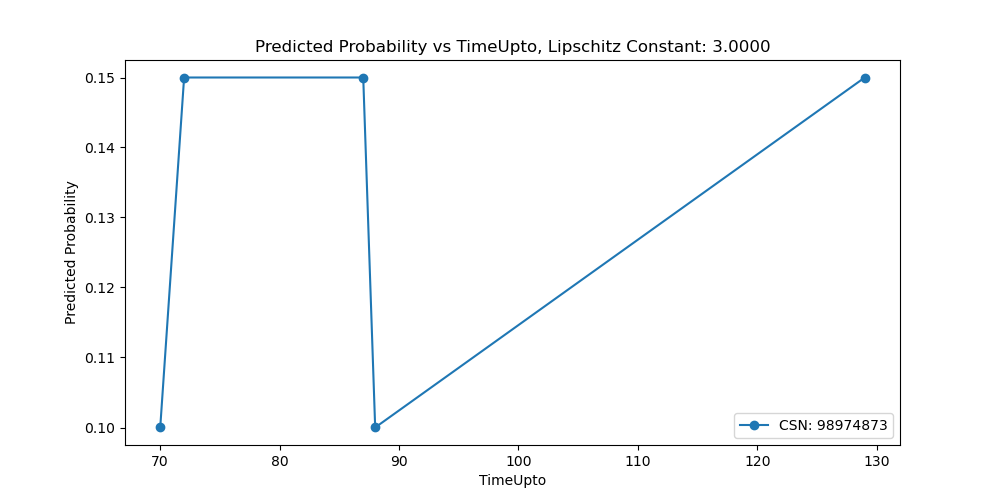 Predicted Probability vs TimeUpto, Lipschitz Constant: 3.0000
0.15
0.14
0.13
0.12
0.11
0.10
Predicted Probability
70 80 90 100 110 120 130
TimeUpto
CSN: 98974873